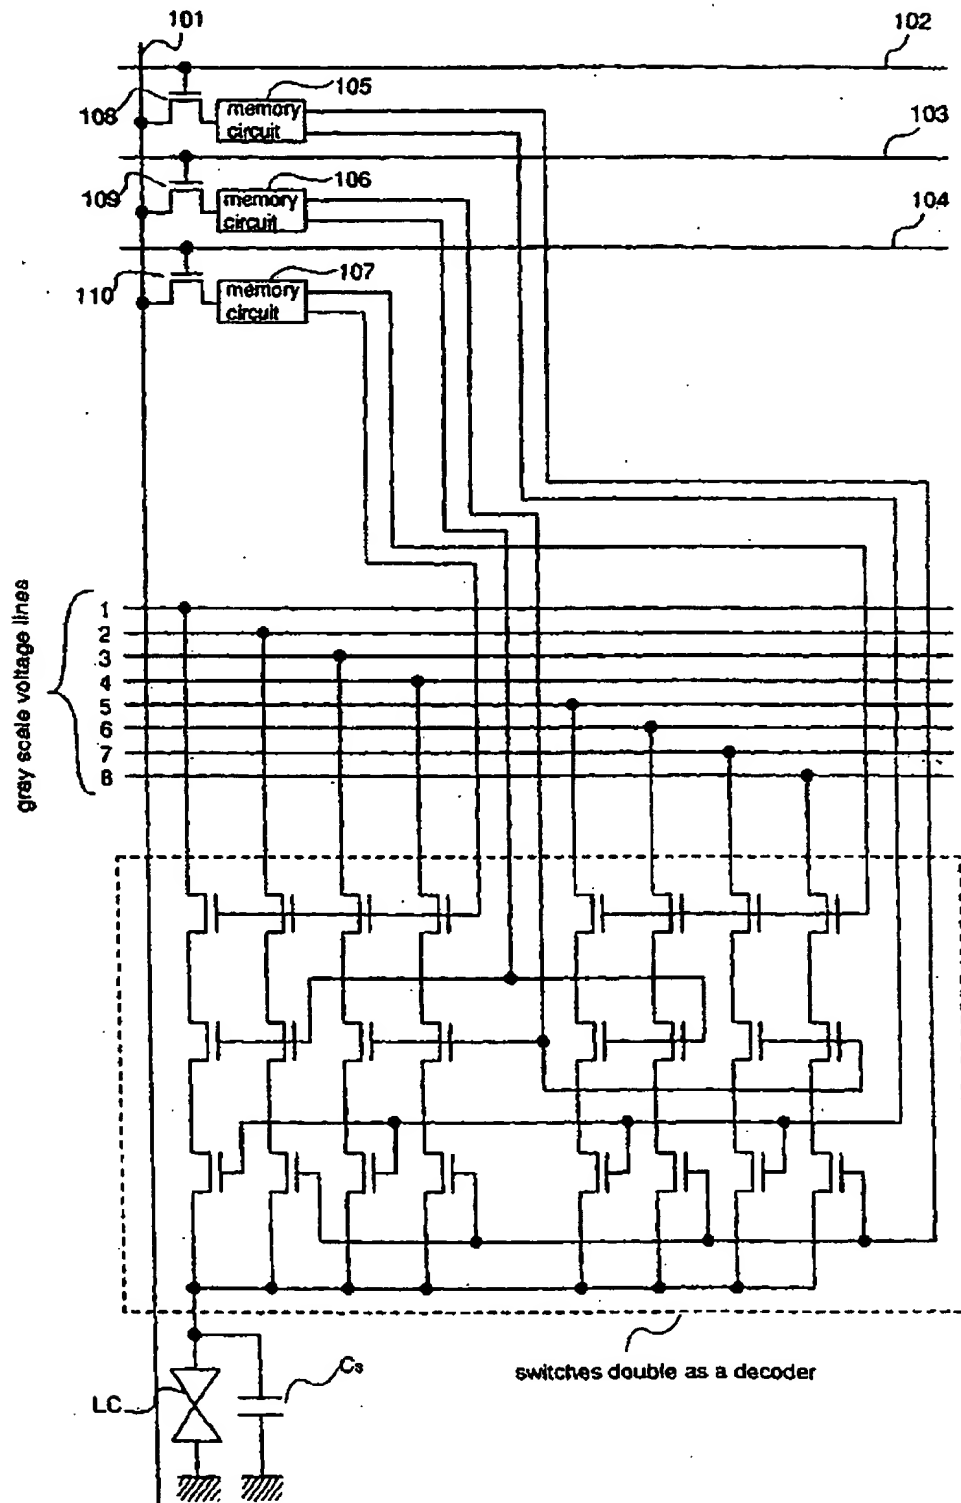 101
102
105
memory
circuit
108
103
106
memory
circuit
109
104
107
memory
circuit
110
gray scale voltage lines
1
2
3
4
5
6
7
8
switches double as a decoder
Cs
LC